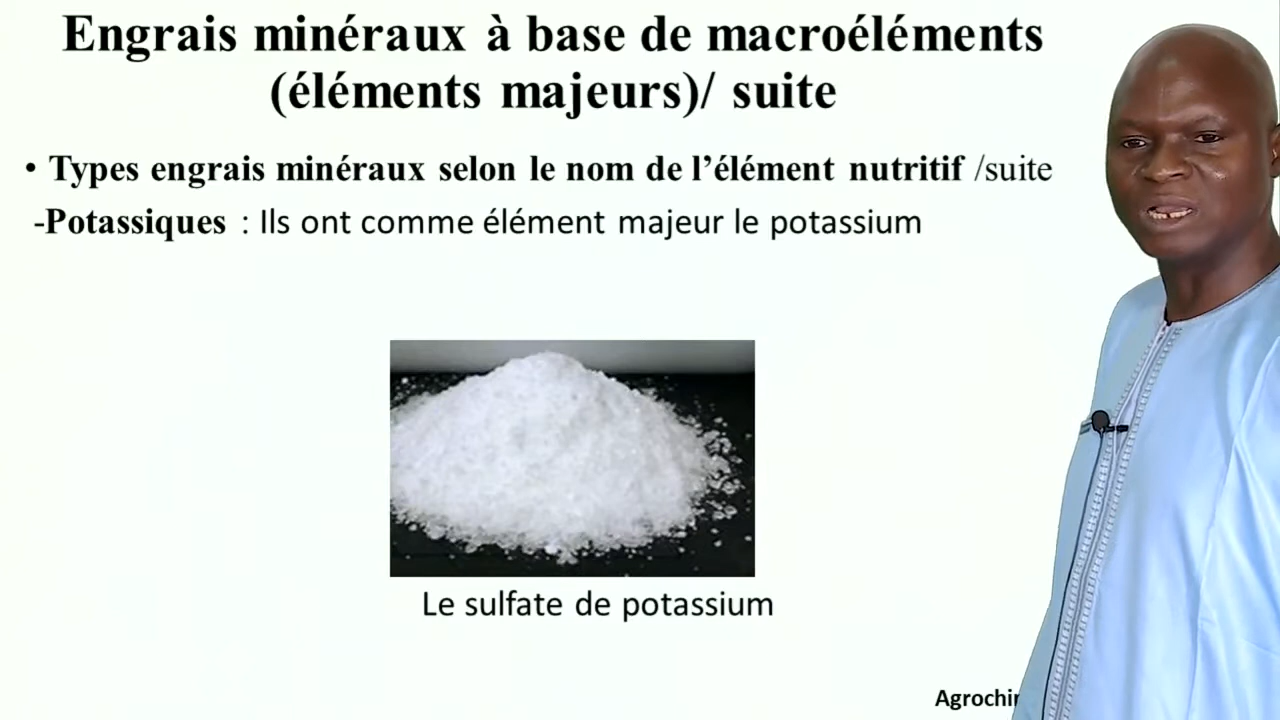 Engrais minéraux à base de macroéléments
(éléments majeurs)/ suite
• Types engrais minéraux selon le nom de l’élément nutritif /suite
-Potassiques : Ils ont comme élément majeur le potassium
Le sulfate de potassium